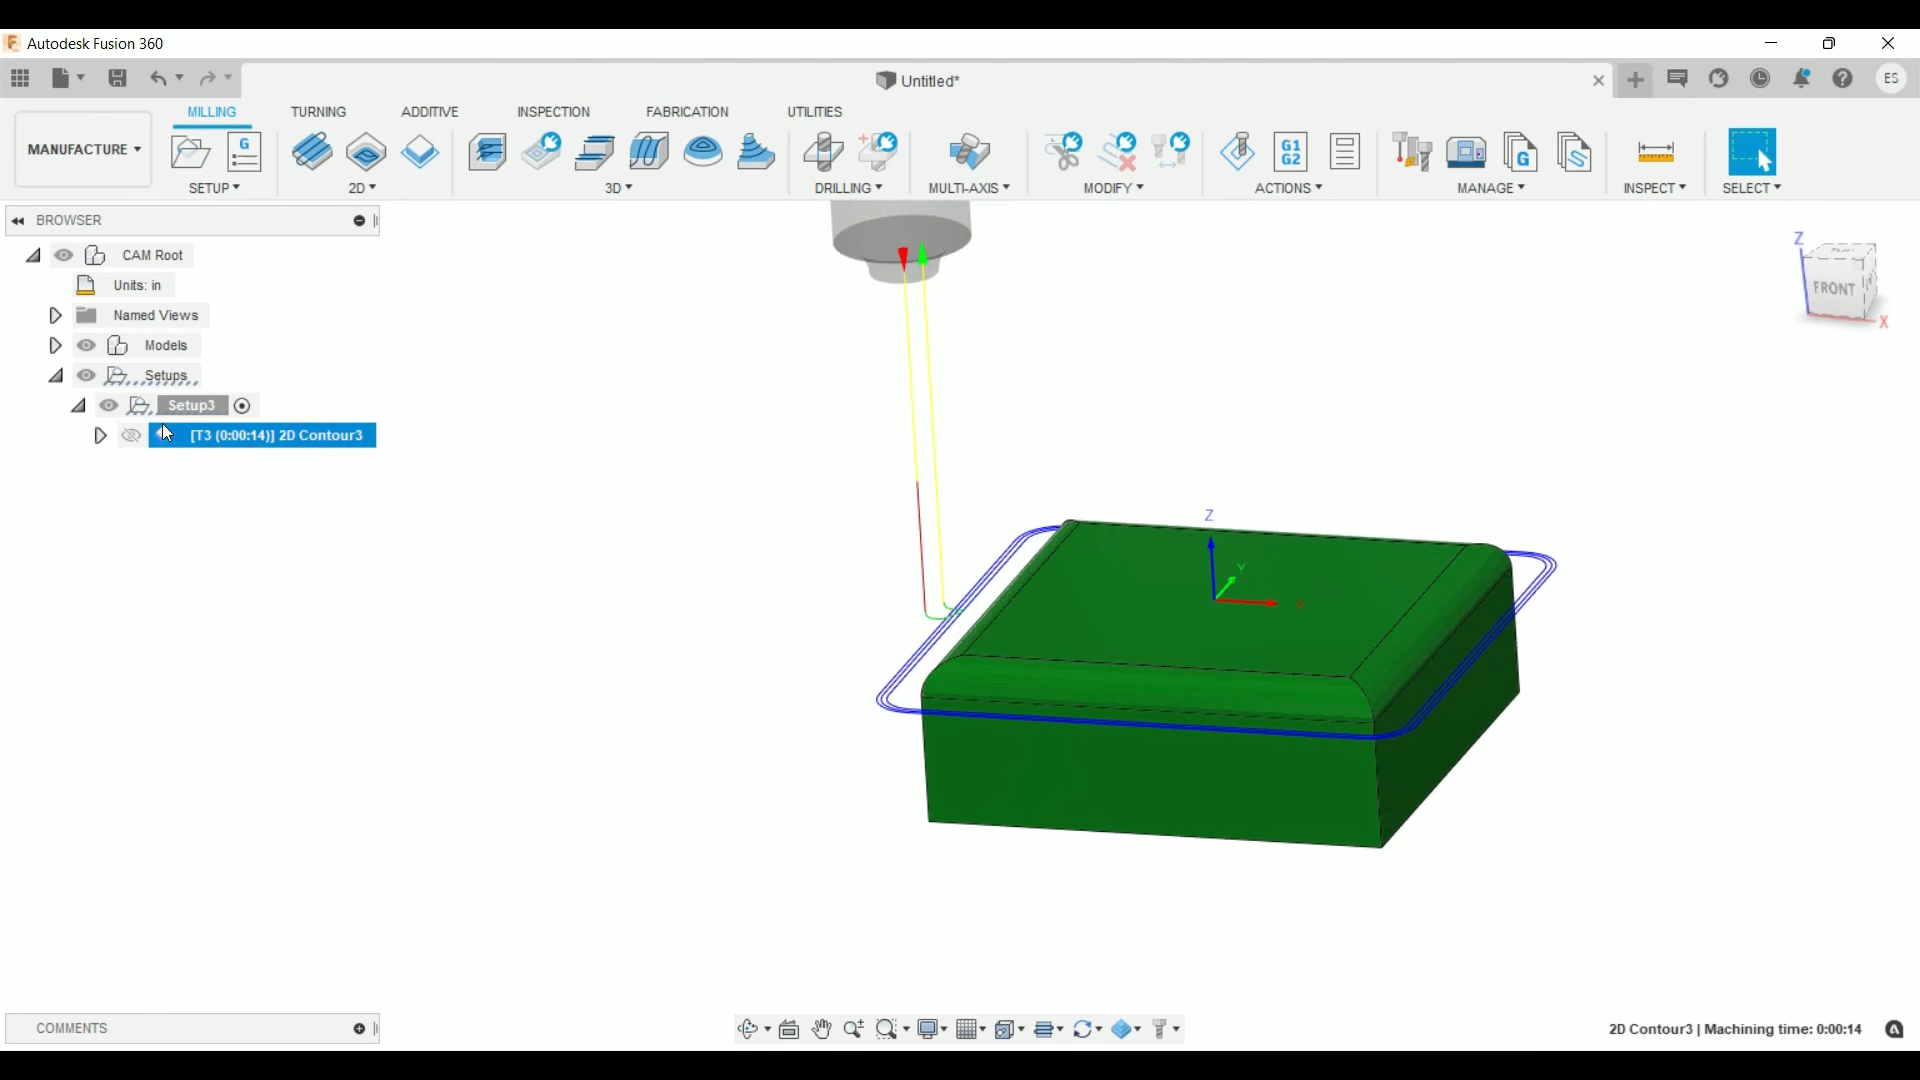 Autodesk Fusion 360
Untitled*
ES
MANUFACTURE
MILLING TURNING ADDITIVE INSPECTION FABRICATION UTILITIES
G G1 G2 G S
SETUP 2D 3D DRILLING MULTI-AXIS MODIFY ACTIONS MANAGE INSPECT SELECT
BROWSER
CAM Root
Units: in
Named Views
Models
Setups
Setup3
[T3 (0:00:14)] 2D Contour3
Z
FRONT
X
Z
Y
X
COMMENTS
2D Contour3 | Machining time: 0:00:14